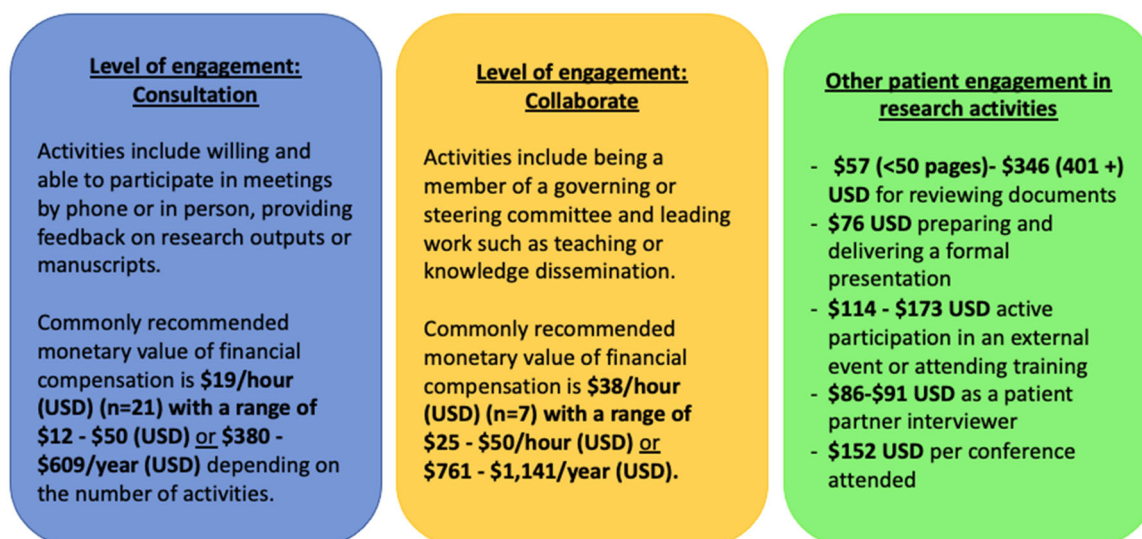 Level of engagement:
Consultation
Activities include willing and
able to participate in meetings
by phone or in person, providing
feedback on research outputs or
manuscripts.
Commonly recommended
monetary value of financial
compensation is $19/hour
(USD) (n=21) with a range of
$12 - $50 (USD) or $380 -
$609/year (USD) depending on
the number of activities.
Level of engagement:
Collaborate
Activities include being a
member of a governing or
steering committee and leading
work such as teaching or
knowledge dissemination.
Commonly recommended
monetary value of financial
compensation is $38/hour
(USD) (n=7) with a range of
$25 - $50/hour (USD) or
$761 - $1,141/year (USD).
Other patient engagement in
research activities
- $57 (<50 pages)- $346 (401 +)
USD for reviewing documents
- $76 USD preparing and
delivering a formal
presentation
- $114 - $173 USD active
participation in an external
event or attending training
- $86-$91 USD as a patient
partner interviewer
- $152 USD per conference
attended